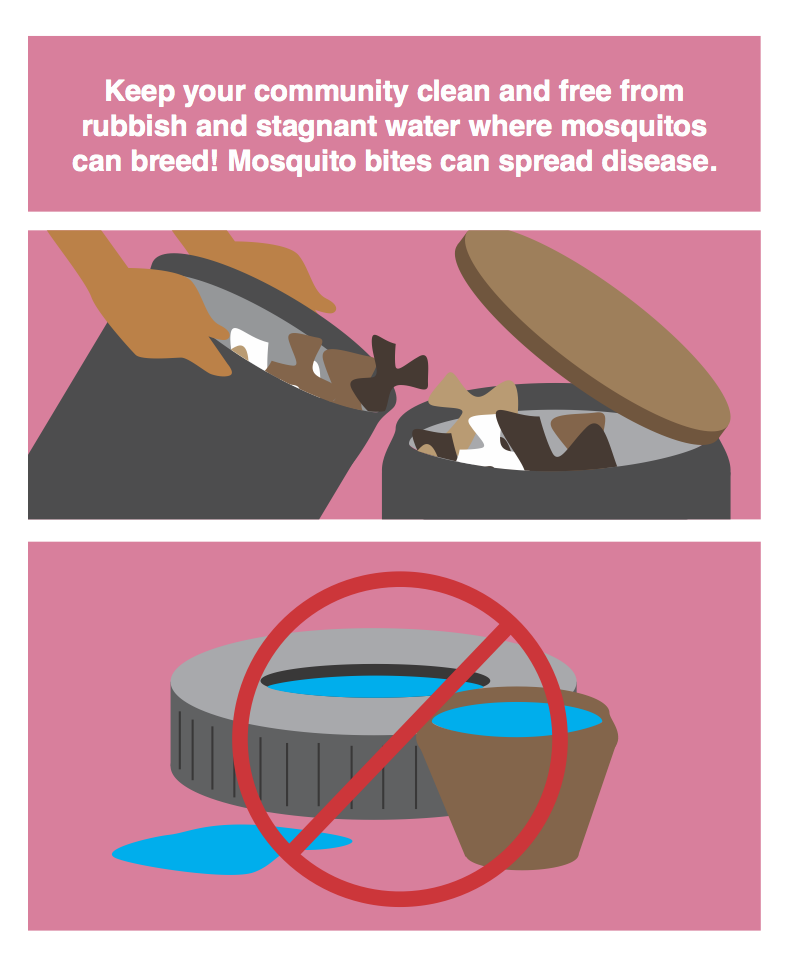 Keep your community clean and free from
rubbish and stagnant water where mosquitos
can breed! Mosquito bites can spread disease.